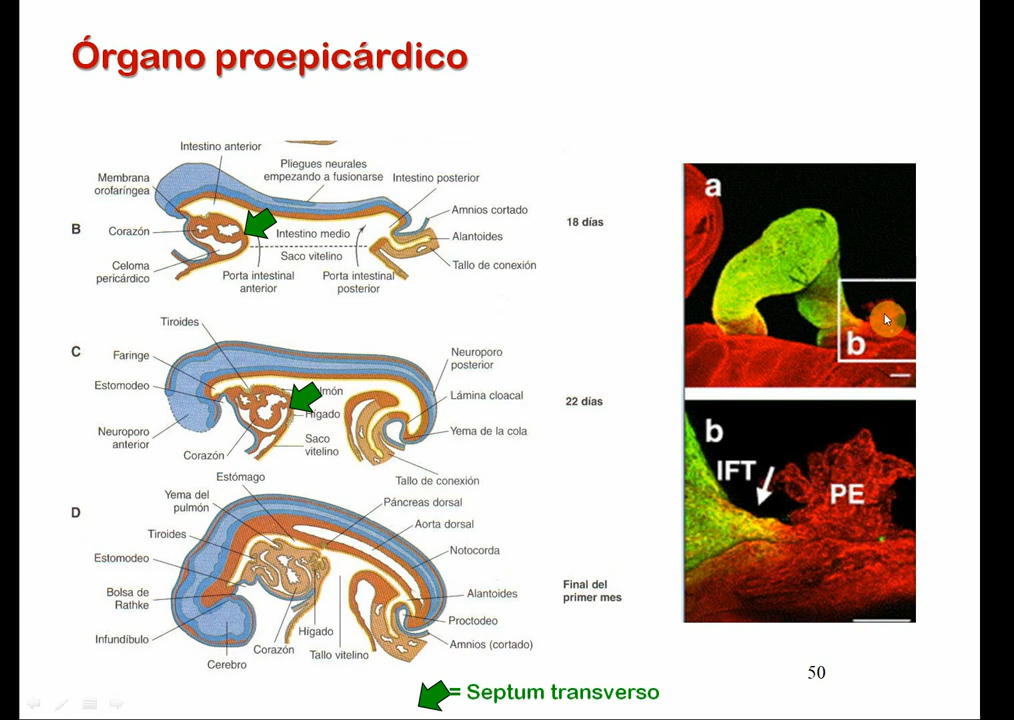 Órgano proepicárdico
Intestino anterior
Pliegues neurales
empezando a fusionarse
Intestino posterior
Membrana
orofaríngea
Amnios cortado
B
Corazón
Intestino medio
Alantoides
18 días
Saco vitelino
Celoma
pericárdico
Porta intestinal
anterior
Porta intestinal
posterior
Tallo de conexión
Tiroides
C
Faringe
Neuroporo
posterior
Estomodeo
Lámina cloacal
22 días
Hígado
Neuroporo
anterior
Saco
vitelino
Yema de la cola
Corazón
Tallo de conexión
Estómago
Yema del
pulmón
Páncreas dorsal
D
Tiroides
Aorta dorsal
Estomodeo
Notocorda
Bolsa de
Rathke
Alantoides
Final del
primer mes
Proctodeo
Infundíbulo
Hígado
Amnios (cortado)
Corazón
Tallo vitelino
Cerebro
a
b
b
IFT
PE
50
= Septum transverso